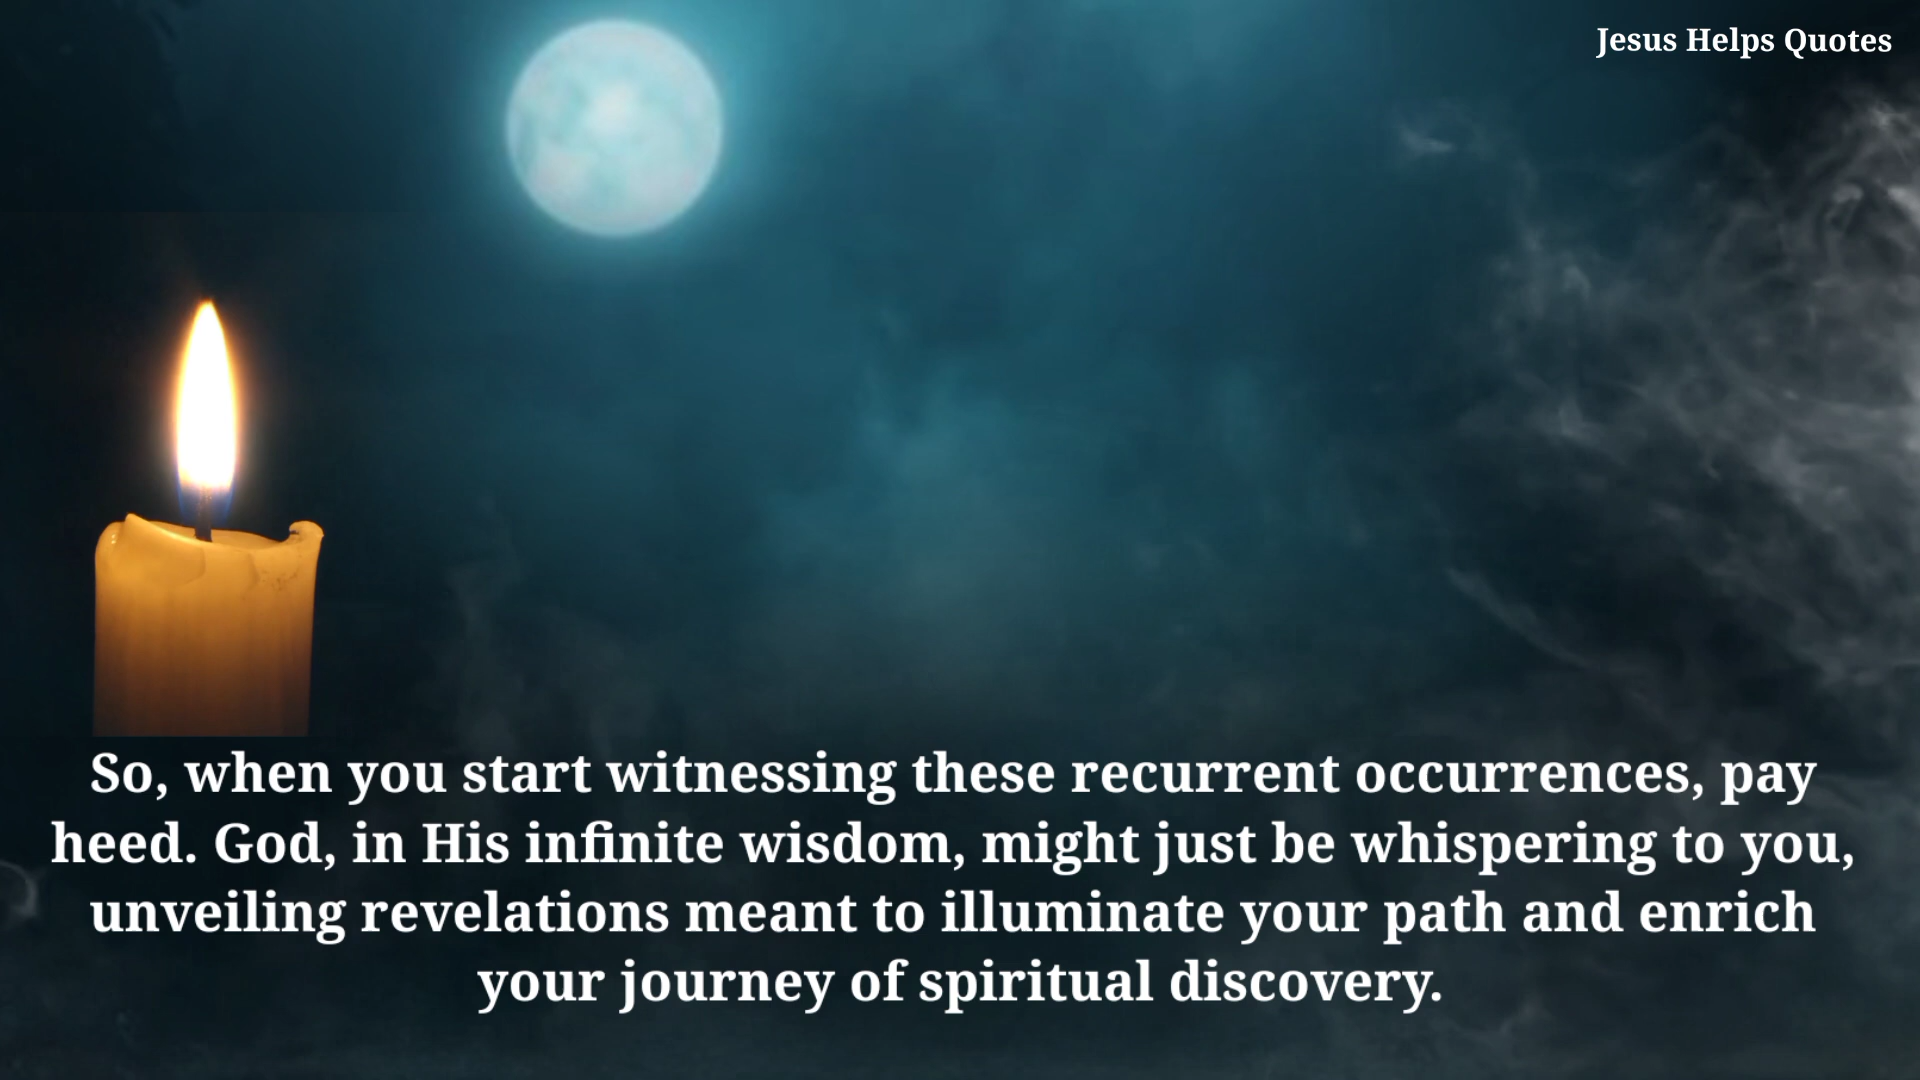 Jesus Helps Quotes
So, when you start witnessing these recurrent occurrences, pay
heed. God, in His infinite wisdom, might just be whispering to you,
unveiling revelations meant to illuminate your path and enrich
your journey of spiritual discovery.